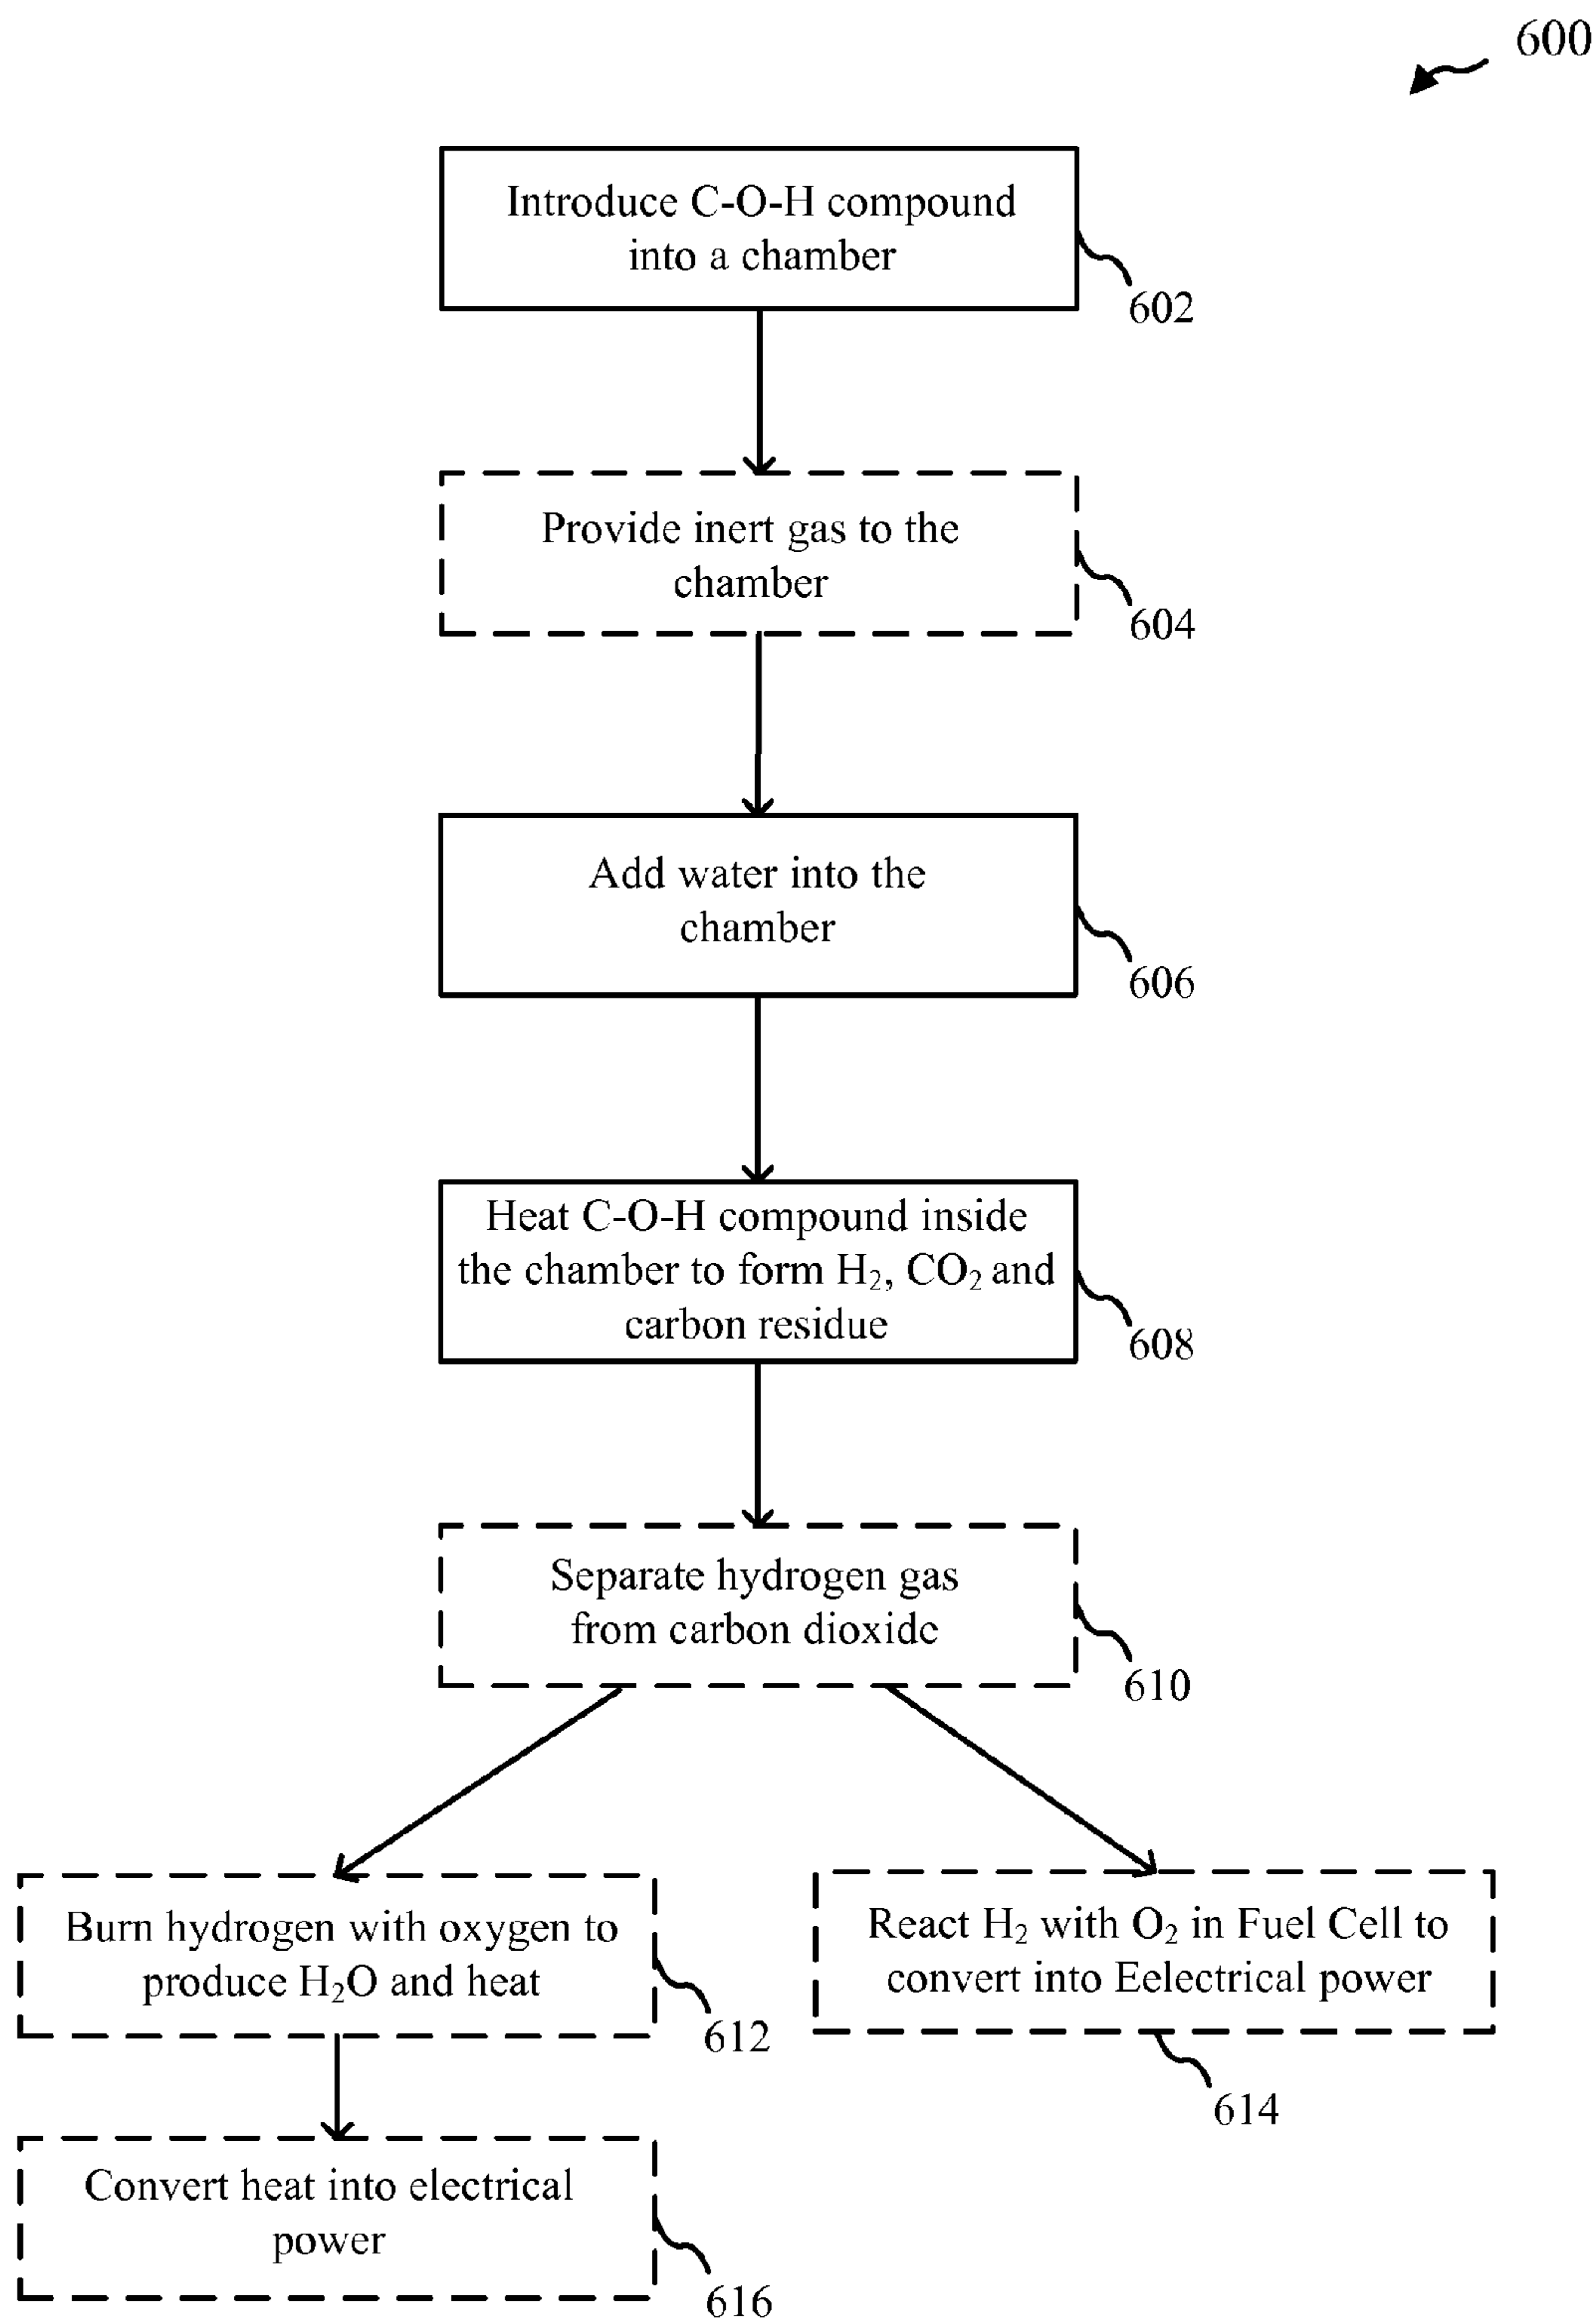 600
Introduce C-O-H compound
into a chamber
602
Provide inert gas to the
chamber
604
Add water into the
chamber
606
Heat C-O-H compound inside
the chamber to form H₂, CO₂ and
carbon residue
608
Separate hydrogen gas
from carbon dioxide
610
Burn hydrogen with oxygen to
produce H₂O and heat
612
React H₂ with O₂ in Fuel Cell to
convert into Eelectrical power
614
Convert heat into electrical
power
616